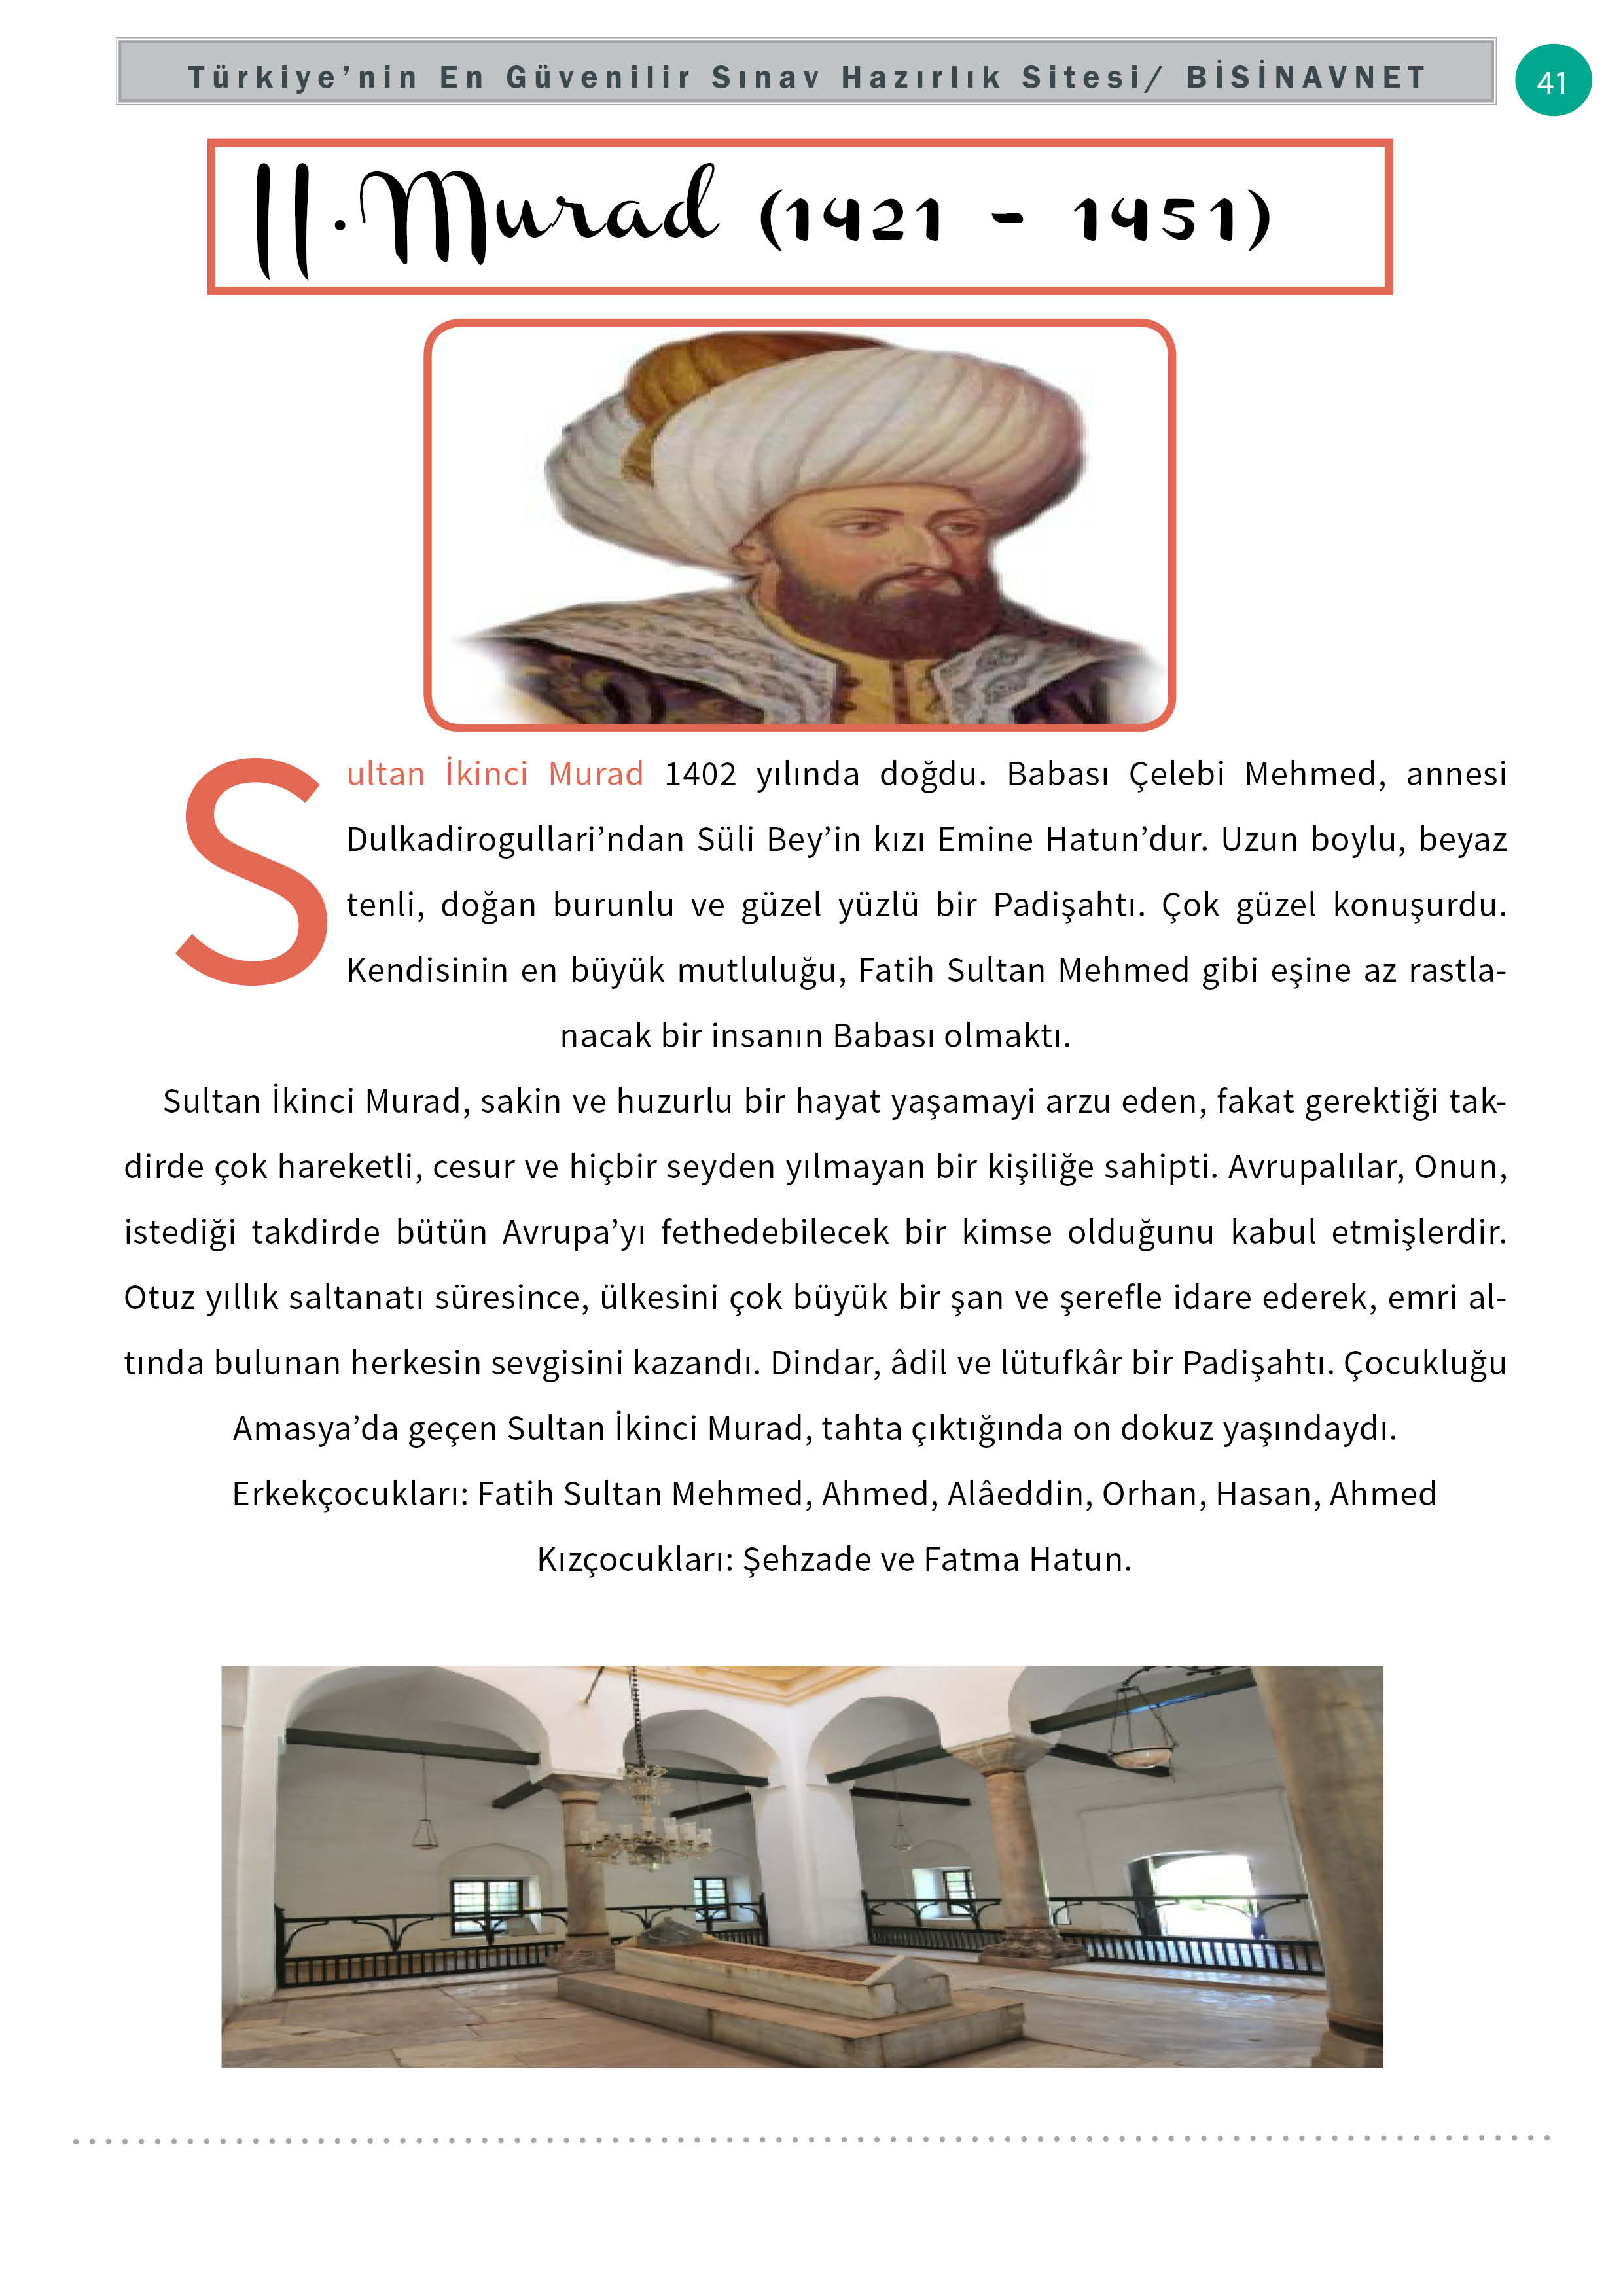 Türkiye’nin En Güvenilir Sınav Hazırlık Sitesi/ BİSİNAVNET
41
II.Murad (1421 - 1451)
Sultan İkinci Murad 1402 yılında doğdu. Babası Çelebi Mehmed, annesi
Dulkadirogullari’ndan Süli Bey’in kızı Emine Hatun’dur. Uzun boylu, beyaz
tenli, doğan burunlu ve güzel yüzlü bir Padişahtı. Çok güzel konuşurdu.
Kendisinin en büyük mutluluğu, Fatih Sultan Mehmed gibi eşine az rastla-
nacak bir insanın Babası olmaktı.
Sultan İkinci Murad, sakin ve huzurlu bir hayat yaşamayi arzu eden, fakat gerektiği tak-
dirde çok hareketli, cesur ve hiçbir seyden yılmayan bir kişiliğe sahipti. Avrupalılar, Onun,
istediği takdirde bütün Avrupa’yı fethedebilecek bir kimse olduğunu kabul etmişlerdir.
Otuz yıllık saltanatı süresince, ülkesini çok büyük bir şan ve şerefle idare ederek, emri al-
tında bulunan herkesin sevgisini kazandı. Dindar, âdil ve lütufkâr bir Padişahtı. Çocukluğu
Amasya’da geçen Sultan İkinci Murad, tahta çıktığında on dokuz yaşındaydı.
Erkekçocukları: Fatih Sultan Mehmed, Ahmed, Alâeddin, Orhan, Hasan, Ahmed
Kızçocukları: Şehzade ve Fatma Hatun.